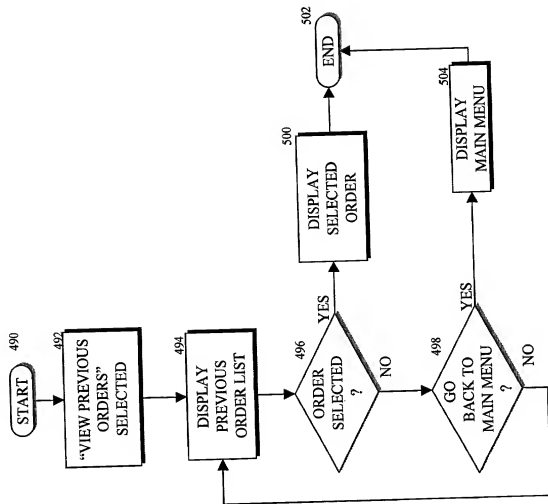 START
490
492
"VIEW PREVIOUS
ORDERS"
SELECTED
494
DISPLAY
PREVIOUS
ORDER LIST
496
ORDER
SELECTED
?
YES
NO
500
DISPLAY
SELECTED
ORDER
502
END
498
GO
BACK TO
MAIN MENU
?
YES
NO
504
DISPLAY
MAIN MENU